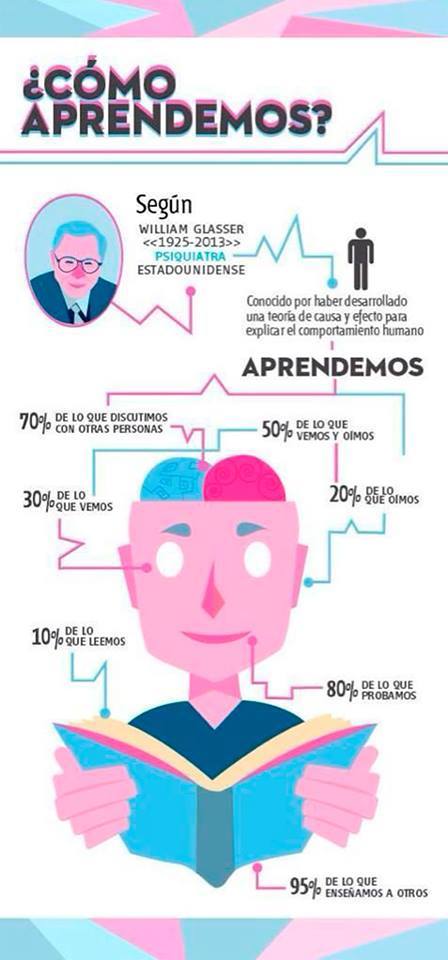 ¿CÓMO
APRENDEMOS?
Según
WILLIAM GLASSER
<<1925-2013>>
PSIQUIATRA
ESTADOUNIDENSE
Conocido por haber desarrollado
una teoría de causa y efecto para
explicar el comportamiento humano
APRENDEMOS
70% DE LO QUE DISCUTIMOS
CON OTRAS PERSONAS
50% DE LO QUE
VEMOS Y OÍMOS
30% DE LO
QUE VEMOS
20% DE LO
QUE OÍMOS
10% DE LO
QUE LEEMOS
80% DE LO QUE
PROBAMOS
95% DE LO QUE
ENSEÑAMOS A OTROS